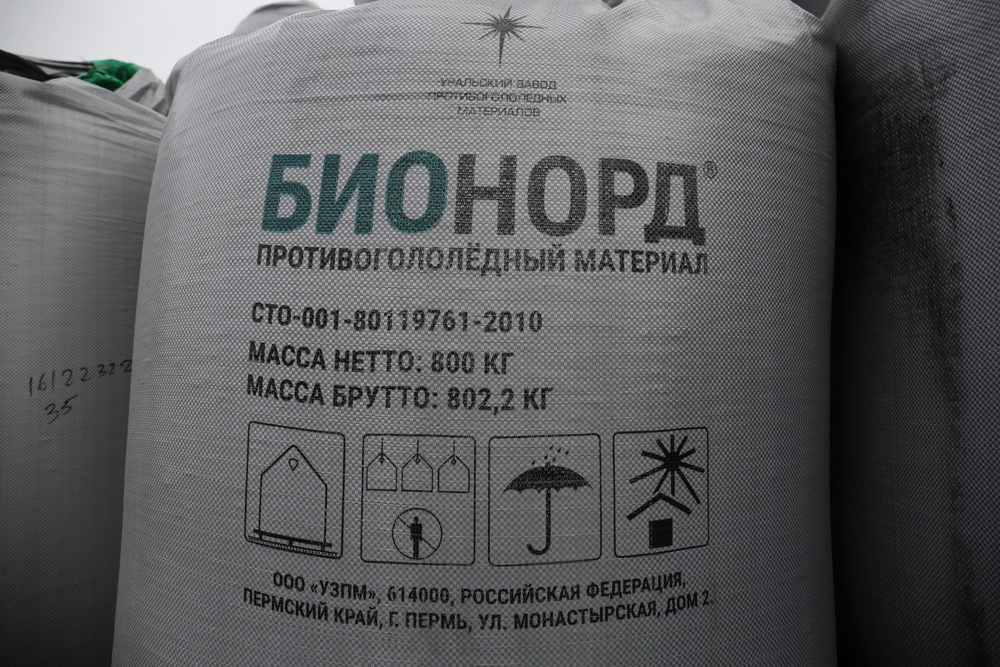 УРАЛЬСКИЙ ЗАВОД
ПРОТИВОГОЛОЛЕДНЫХ
МАТЕРИАЛОВ
БИОНОРД®
ПРОТИВОГОЛОЛЁДНЫЙ МАТЕРИАЛ
СТО-001-80119761-2010
МАССА НЕТТО: 800 КГ
МАССА БРУТТО: 802,2 КГ
ООО «УЗПМ», 614000, РОССИЙСКАЯ ФЕДЕРАЦИЯ,
ПЕРМСКИЙ КРАЙ, Г. ПЕРМЬ, УЛ. МОНАСТЫРСКАЯ, ДОМ 2.
35